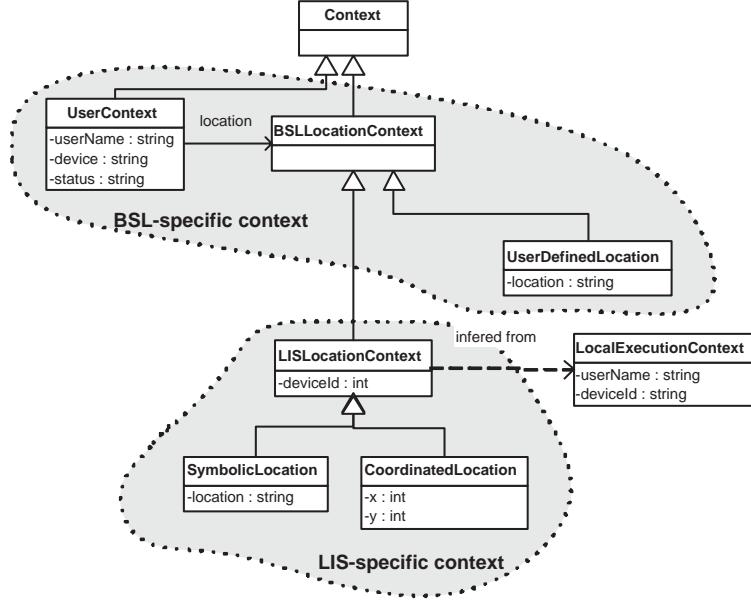 Context
UserContext
-userName : string
-device : string
-status : string
location
BSLLocationContext
BSL-specific context
UserDefinedLocation
-location : string
infered from
LISLocationContext
-deviceId : int
LocalExecutionContext
-userName : string
-deviceId : string
SymbolicLocation
-location : string
CoordinatedLocation
-x : int
-y : int
LIS-specific context